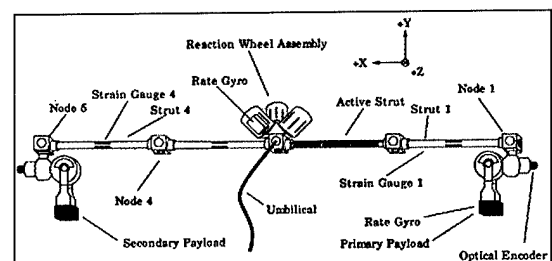 Reaction Wheel Assembly
+Y
+X
+Z
Rate Gyro
Strain Gauge 4
Node 5
Strut 4
Active Strut
Strut 1
Node 1
Node 4
Strain Gauge 1
Umbilical
Rate Gyro
Secondary Payload
Primary Payload
Optical Encoder